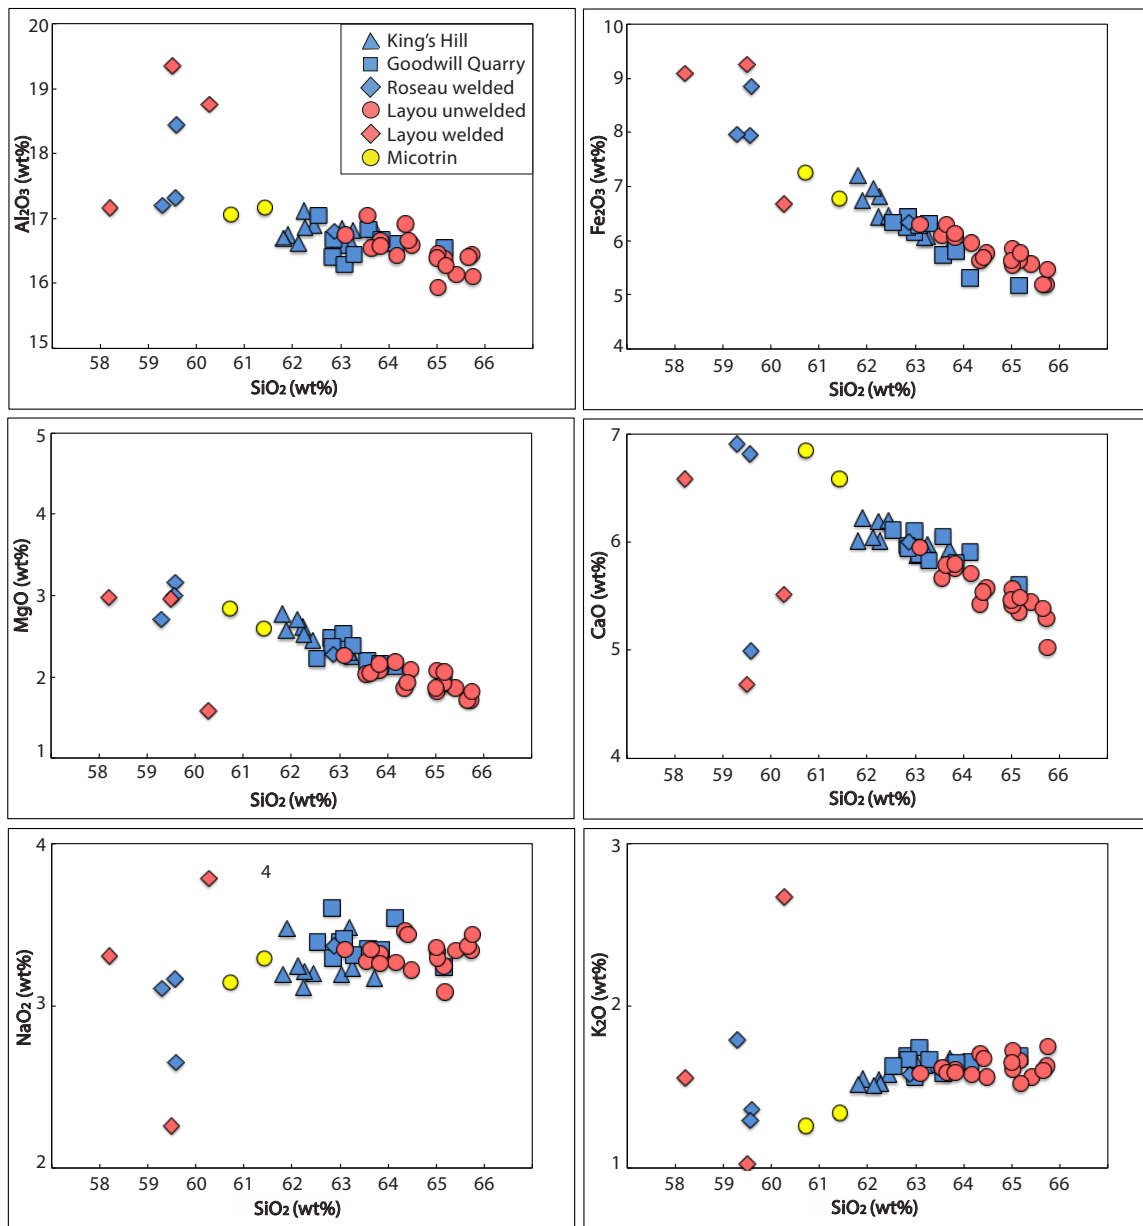 20
19
18
17
16
15
Al₂O₃ (wt%)
King's Hill
Goodwill Quarry
Roseau welded
Layou unwelded
Layou welded
Micotrin
58 59 60 61 62 63 64 65 66
SiO₂ (wt%)
10
9
8
7
6
5
4
Fe₂O₃ (wt%)
58 59 60 61 62 63 64 65 66
SiO₂ (wt%)
5
4
3
2
1
MgO (wt%)
58 59 60 61 62 63 64 65 66
SiO₂ (wt%)
7
6
5
4
CaO (wt%)
58 59 60 61 62 63 64 65 66
SiO₂ (wt%)
4
3
2
NaO₂ (wt%)
4
58 59 60 61 62 63 64 65 66
SiO₂ (wt%)
3
2
1
K₂O (wt%)
58 59 60 61 62 63 64 65 66
SiO₂ (wt%)